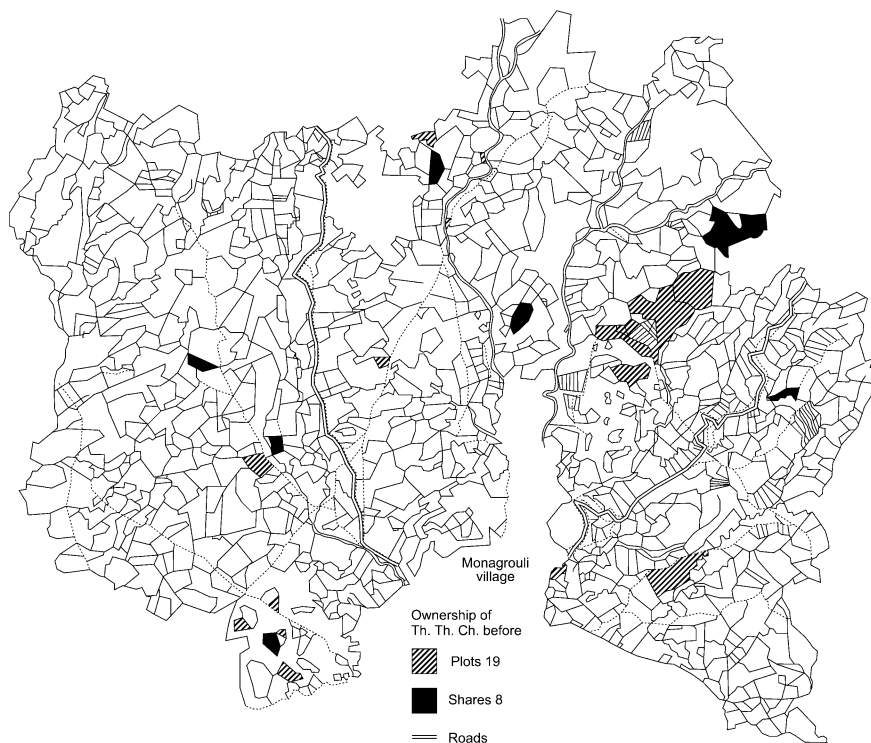 Monagrouli
village
Ownership of
Th. Th. Ch. before
Plots 19
Shares 8
Roads